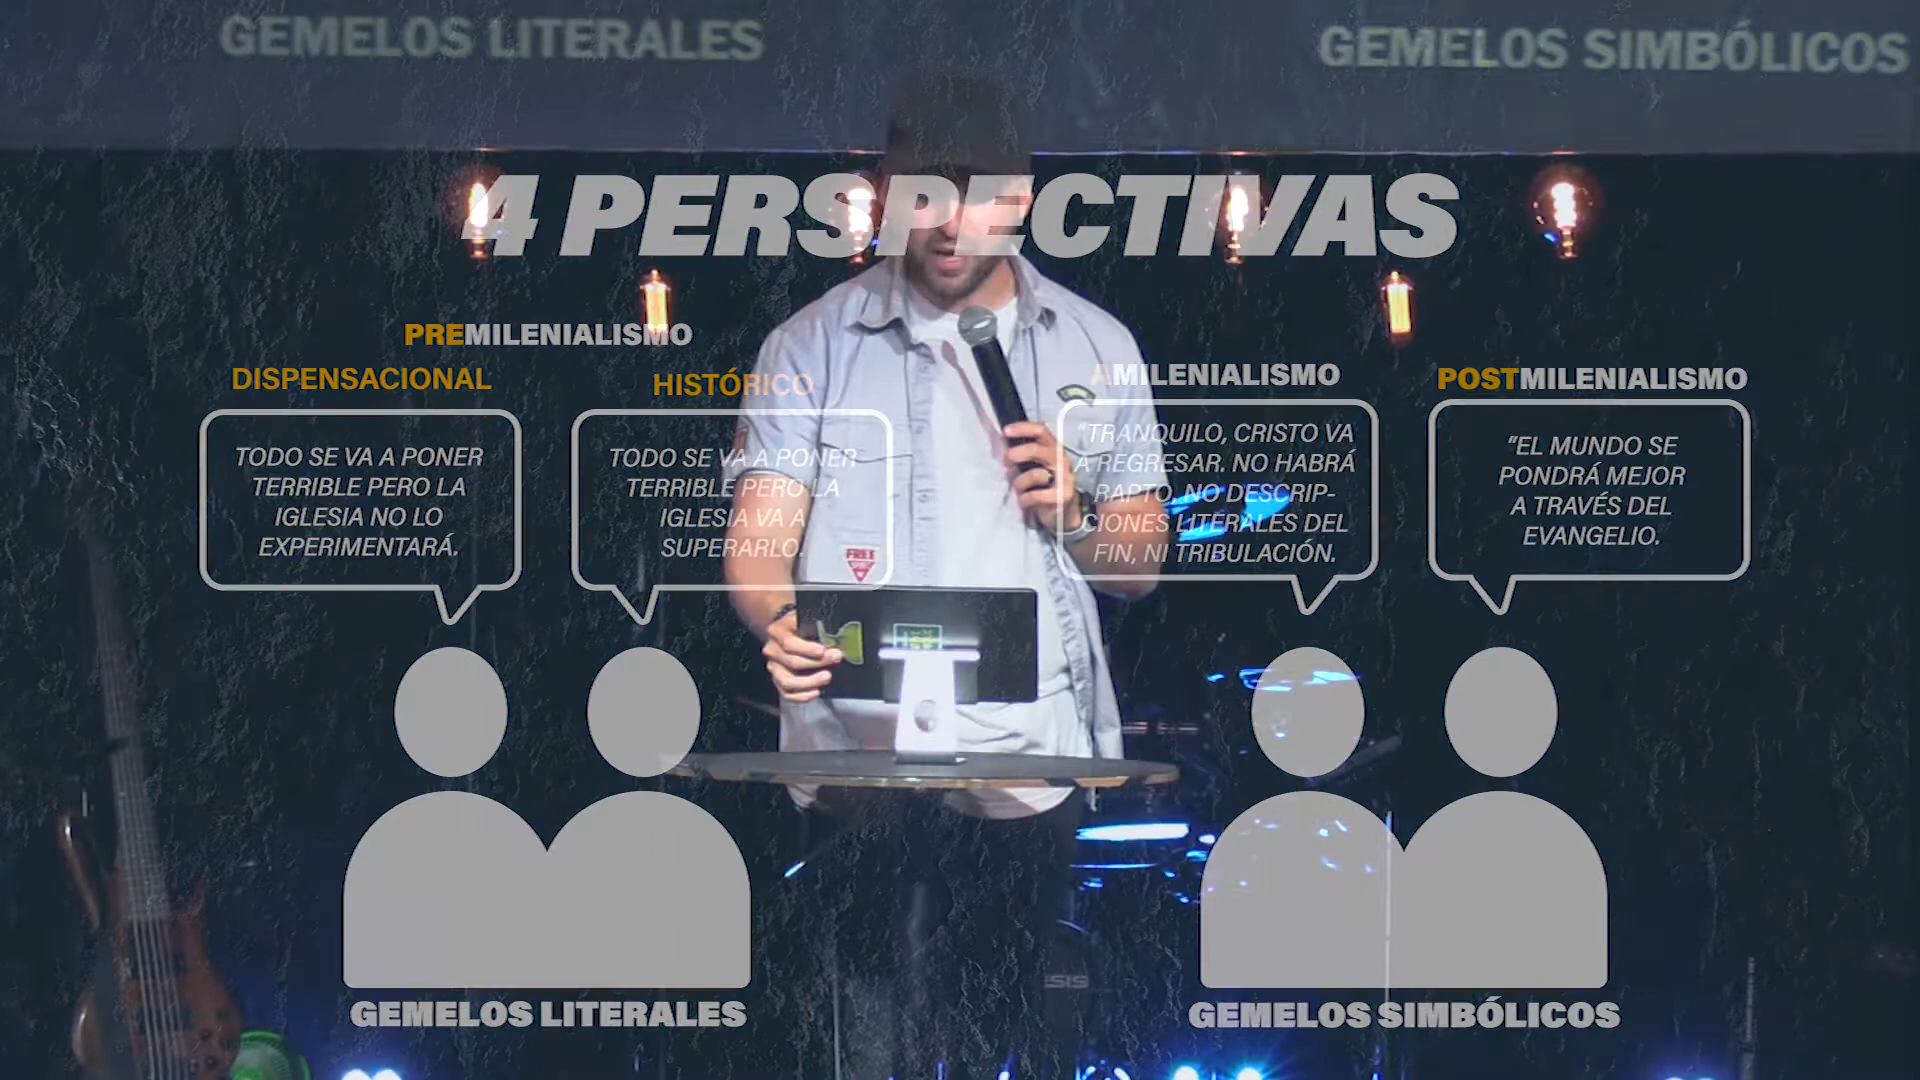 GEMELOS LITERALES
GEMELOS SIMBÓLICOS
4 PERSPECTIVAS
PREMILENIALISMO
DISPENSACIONAL
HISTÓRICO
AMILENIALISMO
POSTMILENIALISMO
TODO SE VA A PONER
TERRIBLE PERO LA
IGLESIA NO LO
EXPERIMENTARÁ.
TODO SE VA A PONER
TERRIBLE PERO LA
IGLESIA VA A
SUPERARLO.
"TRANQUILO, CRISTO VA
A REGRESAR. NO HABRÁ
RAPTO, NO DESCRIP-
CIONES LITERALES DEL
FIN, NI TRIBULACIÓN.
"EL MUNDO SE
PONDRÁ MEJOR
A TRAVÉS DEL
EVANGELIO.
FREE
GEMELOS LITERALES
GEMELOS SIMBÓLICOS